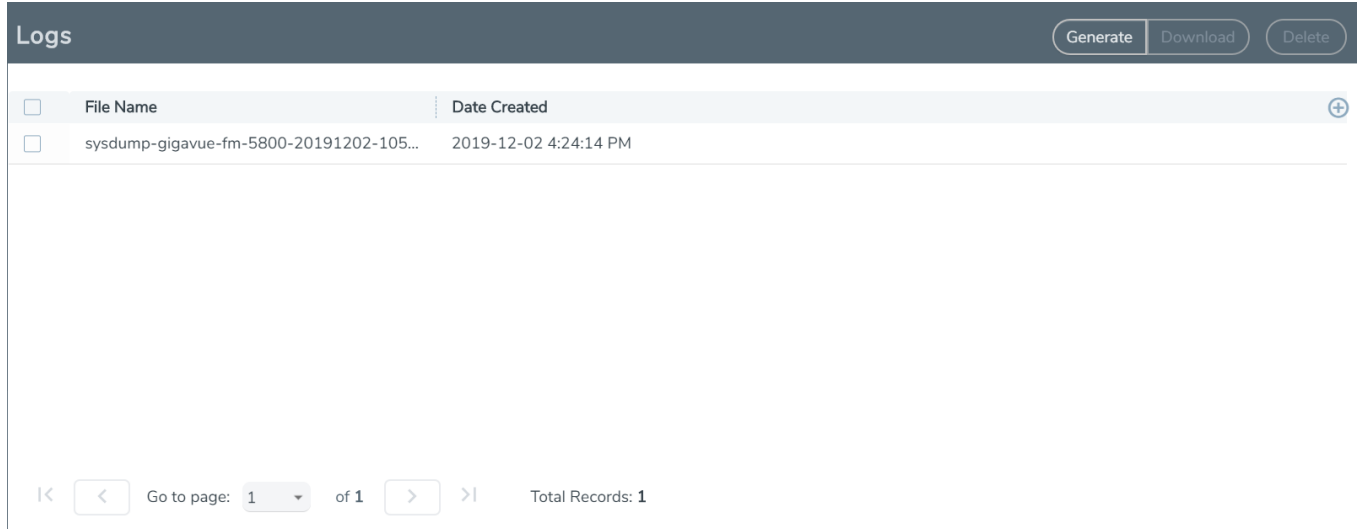 Logs
Generate
Download
Delete
File Name
Date Created
sysdump-gigavue-fm-5800-20191202-105...
2019-12-02 4:24:14 PM
Go to page: 1 of 1
Total Records: 1